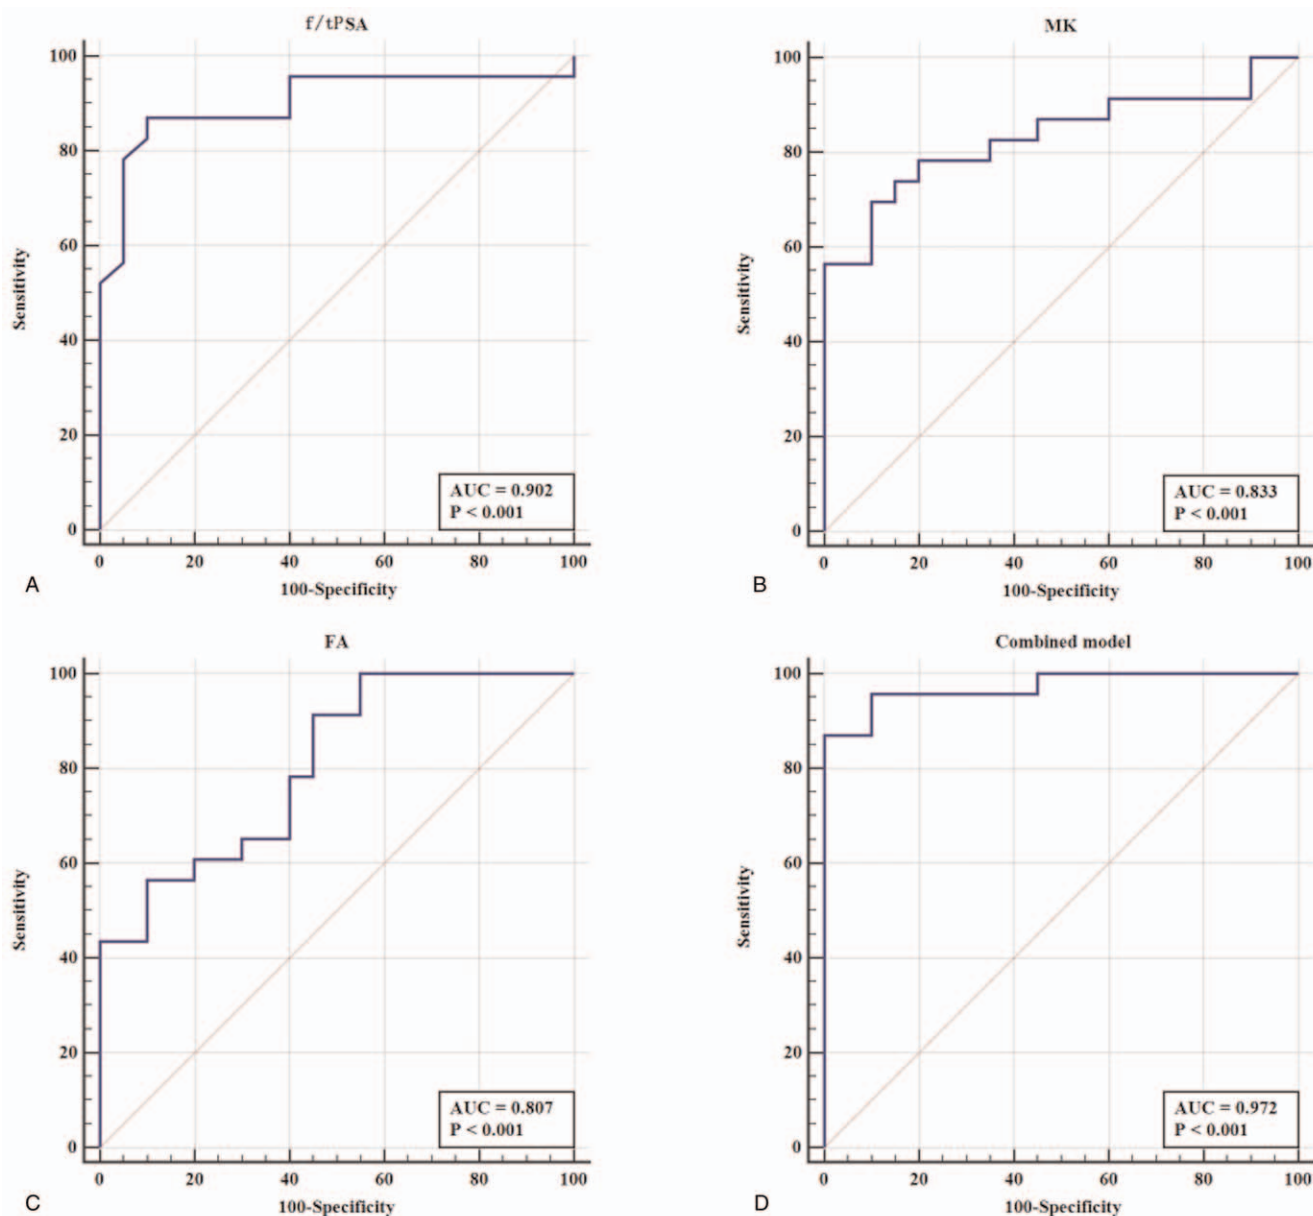 f/tPSA
100
80
60
40
20
0
Sensitivity
AUC = 0.902
P < 0.001
0 20 40 60 80 100
100-Specificity
A
MK
100
80
60
40
20
0
Sensitivity
AUC = 0.833
P < 0.001
0 20 40 60 80 100
100-Specificity
B
FA
100
80
60
40
20
0
Sensitivity
AUC = 0.807
P < 0.001
0 20 40 60 80 100
100-Specificity
C
Combined model
100
80
60
40
20
0
Sensitivity
AUC = 0.972
P < 0.001
0 20 40 60 80 100
100-Specificity
D